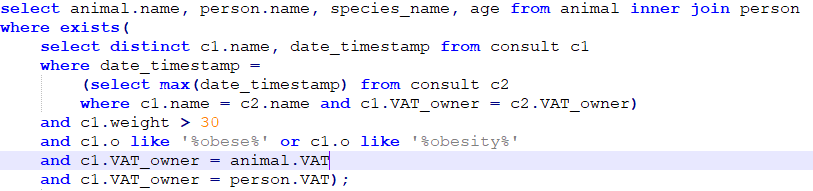 select animal.name, person.name, species_name, age from animal inner join person
where exists(
    select distinct c1.name, date_timestamp from consult c1
    where date_timestamp =
        (select max(date_timestamp) from consult c2
        where c1.name = c2.name and c1.VAT_owner = c2.VAT_owner)
    and c1.weight > 30
    and c1.o like '%obese%' or c1.o like '%obesity%'
    and c1.VAT_owner = animal.VAT
    and c1.VAT_owner = person.VAT);